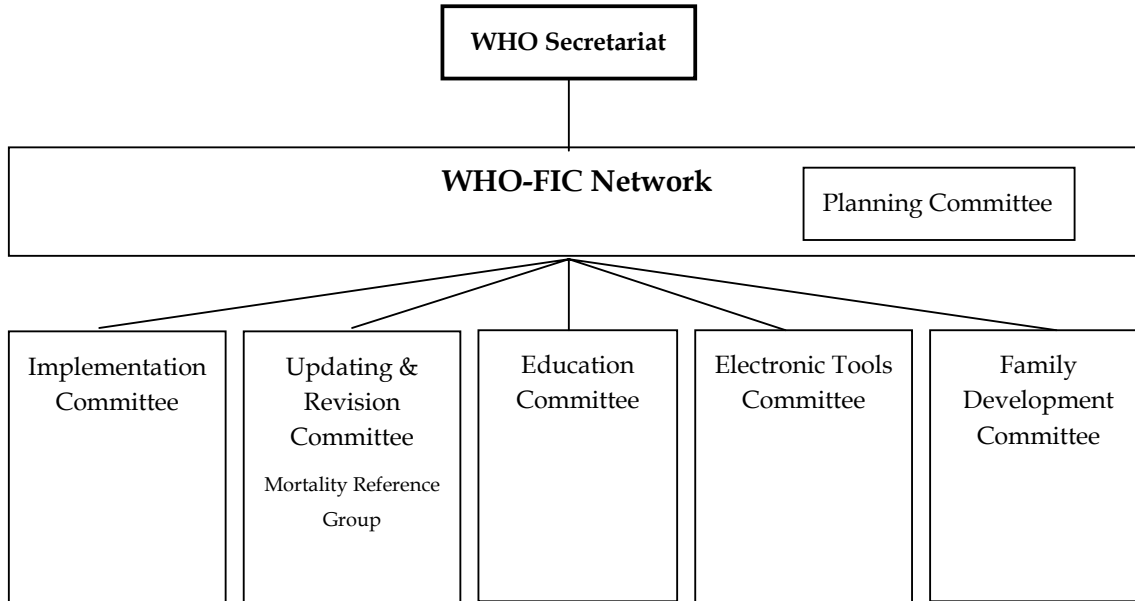 WHO Secretariat
WHO-FIC Network
Planning Committee
Implementation
Committee
Updating &
Revision
Committee
Mortality Reference
Group
Education
Committee
Electronic Tools
Committee
Family
Development
Committee